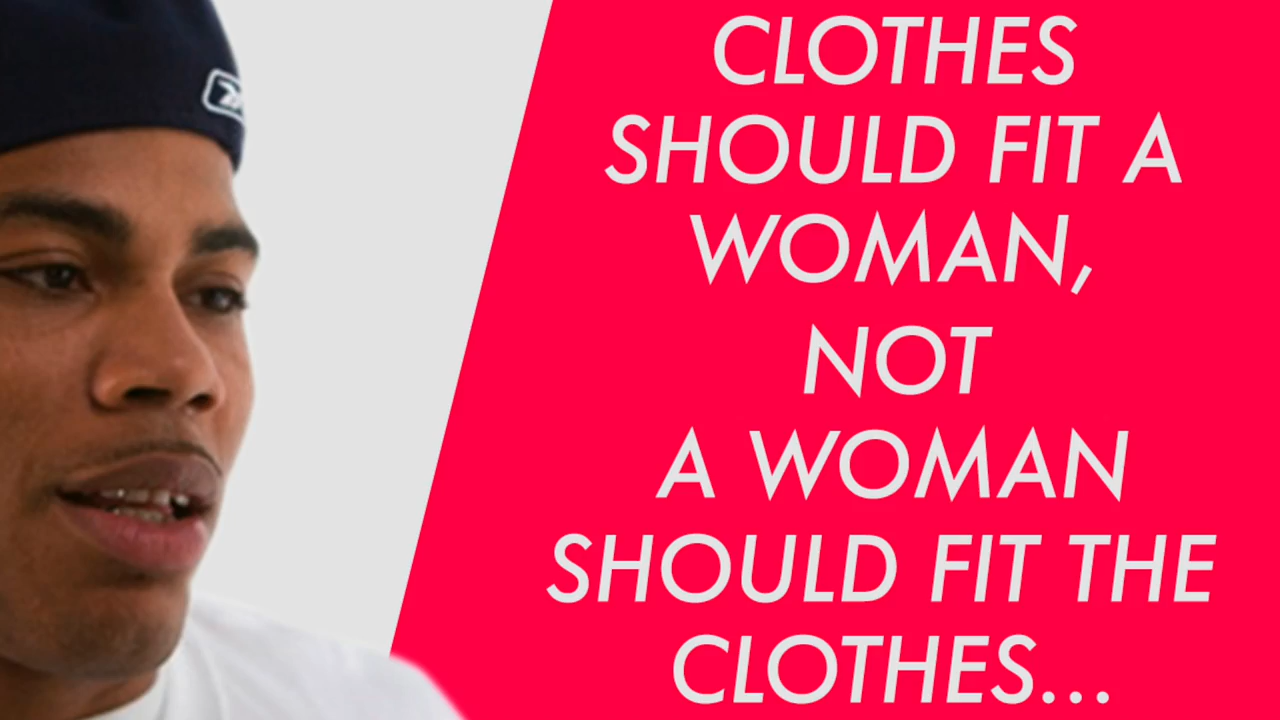 CLOTHES
SHOULD FIT A
WOMAN,
NOT
A WOMAN
SHOULD FIT THE
CLOTHES...